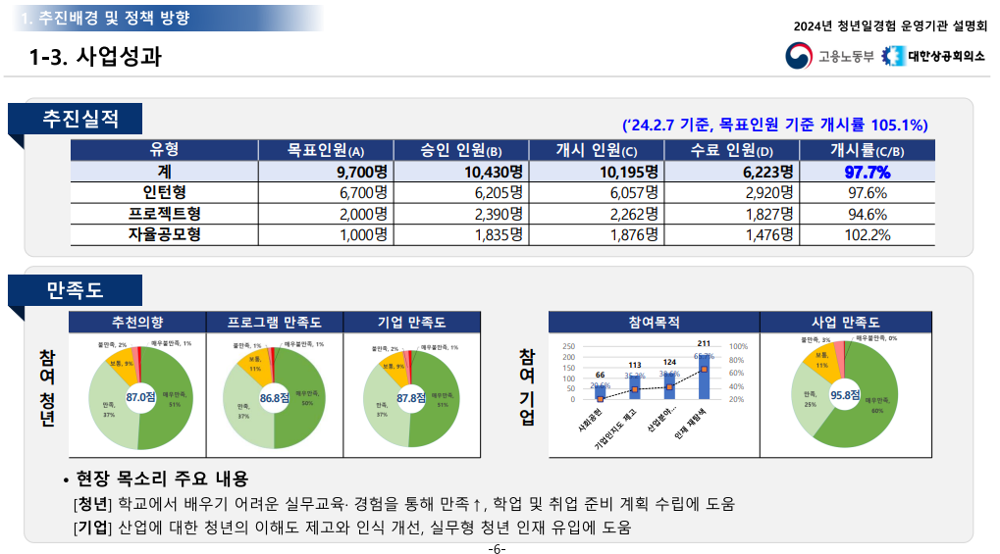 1. 추진배경 및 정책 방향
2024년 청년일경험 운영기관 설명회
1-3. 사업성과
고용노동부 대한상공회의소
추진실적
(‘24.2.7 기준, 목표인원 기준 개시률 105.1%)
유형 목표인원(A) 승인 인원(B) 개시 인원(C) 수료 인원(D) 개시률(C/B)
계 9,700명 10,430명 10,195명 6,223명 97.7%
인턴형 6,700명 6,205명 6,057명 2,920명 97.6%
프로젝트형 2,000명 2,390명 2,262명 1,827명 94.6%
자율공모형 1,000명 1,835명 1,876명 1,476명 102.2%
만족도
참여 청년
추천의향
불만족, 2%
매우불만족, 1%
보통, 9%
87.0점
매우만족, 51%
만족, 37%
프로그램 만족도
불만족, 1%
매우불만족, 1%
보통, 11%
86.8점
매우만족, 50%
만족, 37%
기업 만족도
불만족, 2%
매우불만족, 1%
보통, 9%
87.8점
매우만족, 51%
만족, 37%
참여 기업
참여목적
250
200
150
100
50
0
66
113
124
211
20.6%
35.3%
38.8%
65.7%
100%
80%
60%
40%
20%
사회공헌
기업인지도 제고
산업분야…
인재 재탐색
사업 만족도
불만족, 3%
매우불만족, 0%
보통, 11%
95.8점
만족, 25%
매우만족, 60%
• 현장 목소리 주요 내용
[청년] 학교에서 배우기 어려운 실무교육· 경험을 통해 만족↑, 학업 및 취업 준비 계획 수립에 도움
[기업] 산업에 대한 청년의 이해도 제고와 인식 개선, 실무형 청년 인재 유입에 도움
-6-